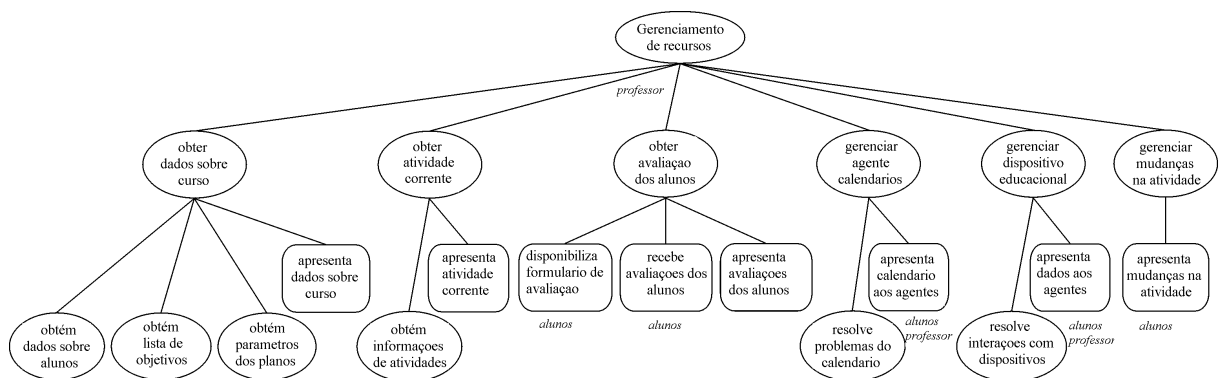 Gerenciamento
de recursos
professor
obter
dados sobre
curso
obter
atividade
corrente
obter
avaliaçao
dos alunos
gerenciar
agente
calendarios
gerenciar
dispositivo
educacional
gerenciar
mudanças
na atividade
apresenta
dados sobre
curso
apresenta
atividade
corrente
disponibiliza
formulario de
avaliaçao
recebe
avaliaçoes dos
alunos
apresenta
avaliaçoes
dos alunos
apresenta
calendario
aos agentes
apresenta
dados aos
agentes
apresenta
mudanças na
atividade
alunos
alunos
alunos
professor
alunos
professor
alunos
obtém
dados sobre
alunos
obtém
lista de
objetivos
obtém
parametros
dos planos
obtém
informaçoes
de atividades
resolve
problemas do
calendario
resolve
interaçoes com
dispositivos